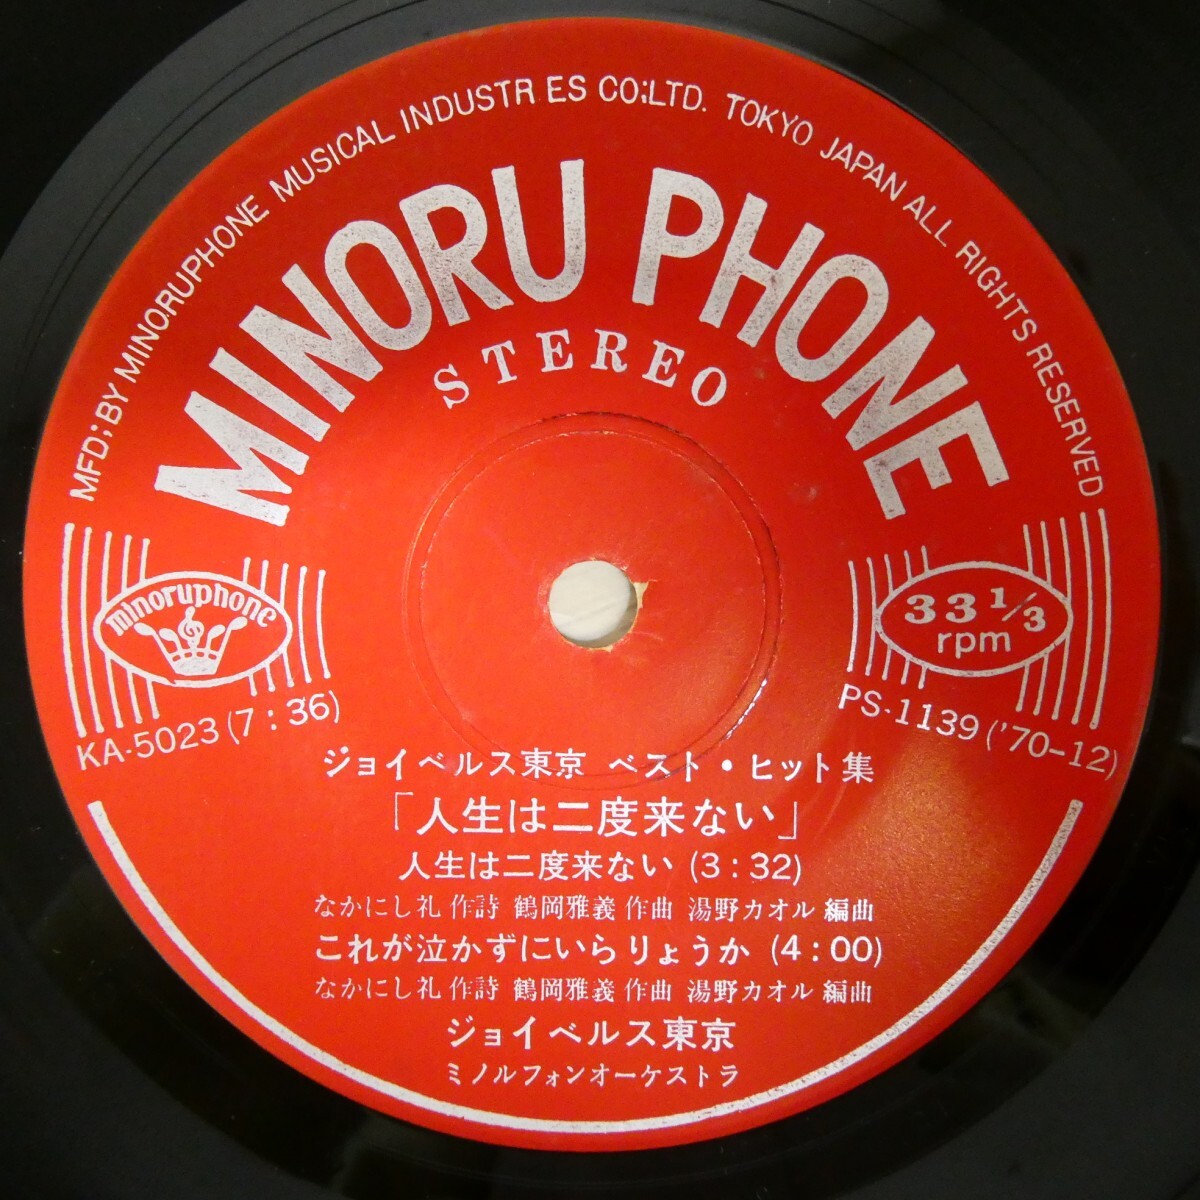 MFD; BY MINORUPHONE MUSICAL INDUSTR ES CO;LTD. TOKYO JAPAN ALL RIGHTS RESERVED
MINORU PHONE
STEREO
minoruphone
33 1/3
rpm
KA-5023 (7:36)
PS-1139 ('70-12)
ジョイベルス東京 ベスト・ヒット集
「人生は二度来ない」
人生は二度来ない (3:32)
なかにし礼 作詩 鶴岡雅義 作曲 湯野カオル 編曲
これが泣かずにいらりょうか (4:00)
なかにし礼 作詩 鶴岡雅義 作曲 湯野カオル 編曲
ジョイベルス東京
ミノルフォンオーケストラ